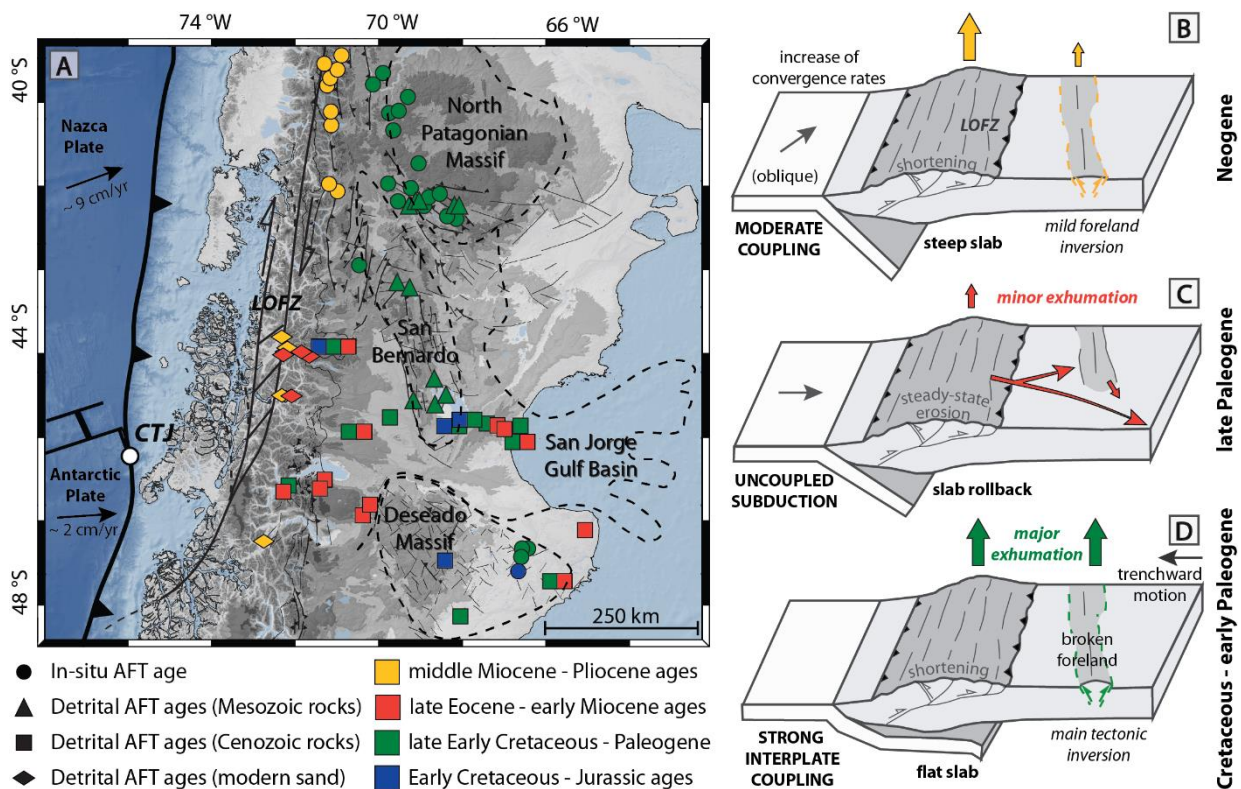 74 °W
70 °W
66 °W
40 °S
44 °S
48 °S
A
Nazca
Plate
~ 9 cm/yr
North
Patagonian
Massif
LOFZ
San
Bernardo
CTJ
San Jorge
Gulf Basin
Antarctic
Plate
~ 2 cm/yr
Deseado
Massif
250 km
In-situ AFT age
Detrital AFT ages (Mesozoic rocks)
Detrital AFT ages (Cenozoic rocks)
Detrital AFT ages (modern sand)
middle Miocene - Pliocene ages
late Eocene - early Miocene ages
late Early Cretaceous - Paleogene
Early Cretaceous - Jurassic ages
B
increase of
convergence rates
LOFZ
shortening
(oblique)
MODERATE
COUPLING
steep slab
mild foreland
inversion
Neogene
C
minor exhumation
steady-state
erosion
UNCOUPLED
SUBDUCTION
slab rollback
late Paleogene
D
major
exhumation
trenchward
motion
broken
foreland
shortening
STRONG
INTERPLATE
COUPLING
flat slab
main tectonic
inversion
Cretaceous - early Paleogene